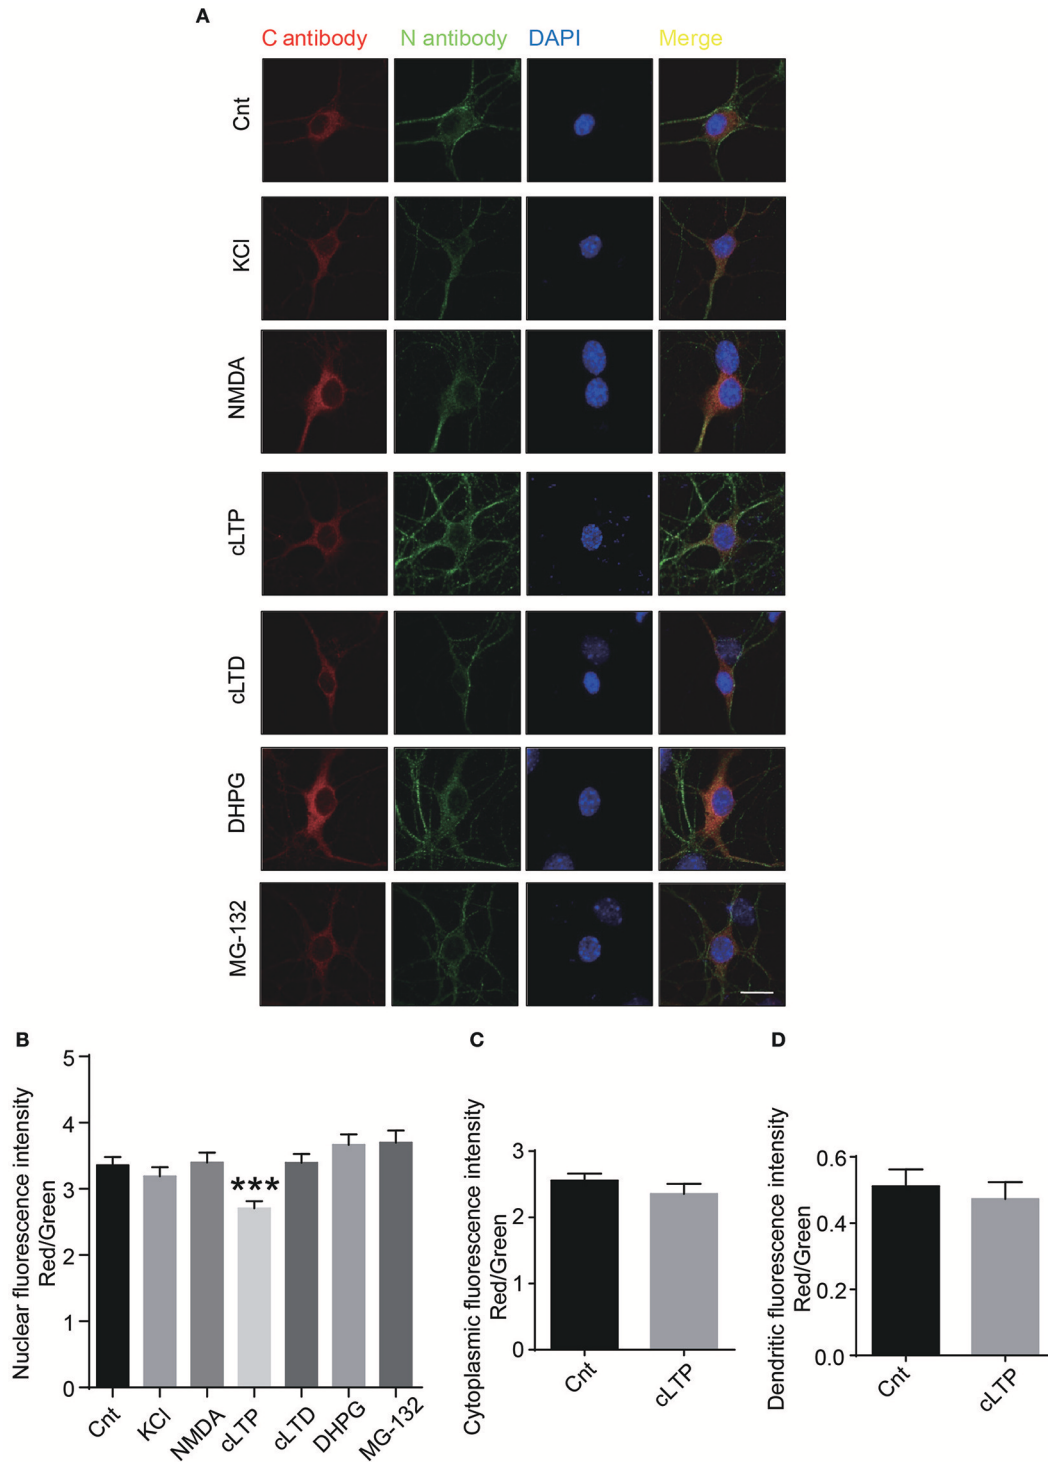 A
C antibody N antibody DAPI Merge
Cnt
KCl
NMDA
cLTP
cLTD
DHPG
MG-132
B
Nuclear fluorescence intensity
Red/Green
5
4
3
2
1
0
***
Cnt KCl NMDA cLTP cLTD DHPG MG-132
C
Cytoplasmic fluorescence intensity
Red/Green
3
2
1
0
Cnt cLTP
D
Dendritic fluorescence intensity
Red/Green
0.6
0.4
0.2
0.0
Cnt cLTP